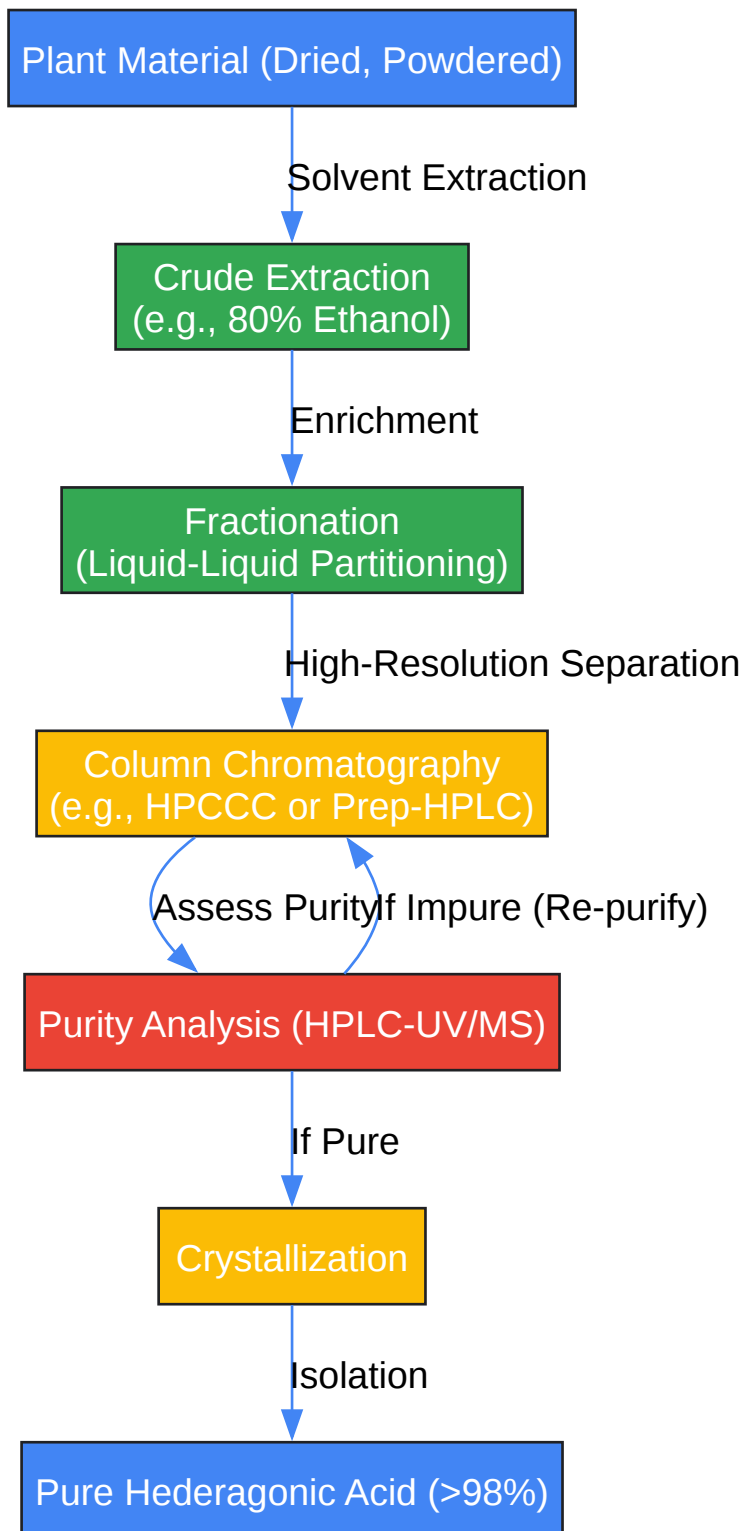 Plant Material (Dried, Powdered)
Solvent Extraction
Crude Extraction
(e.g., 80% Ethanol)
Enrichment
Fractionation
(Liquid-Liquid Partitioning)
High-Resolution Separation
Column Chromatography
(e.g., HPCCC or Prep-HPLC)
Assess Purity
If Impure (Re-purify)
Purity Analysis (HPLC-UV/MS)
If Pure
Crystallization
Isolation
Pure Hederagonic Acid (>98%)